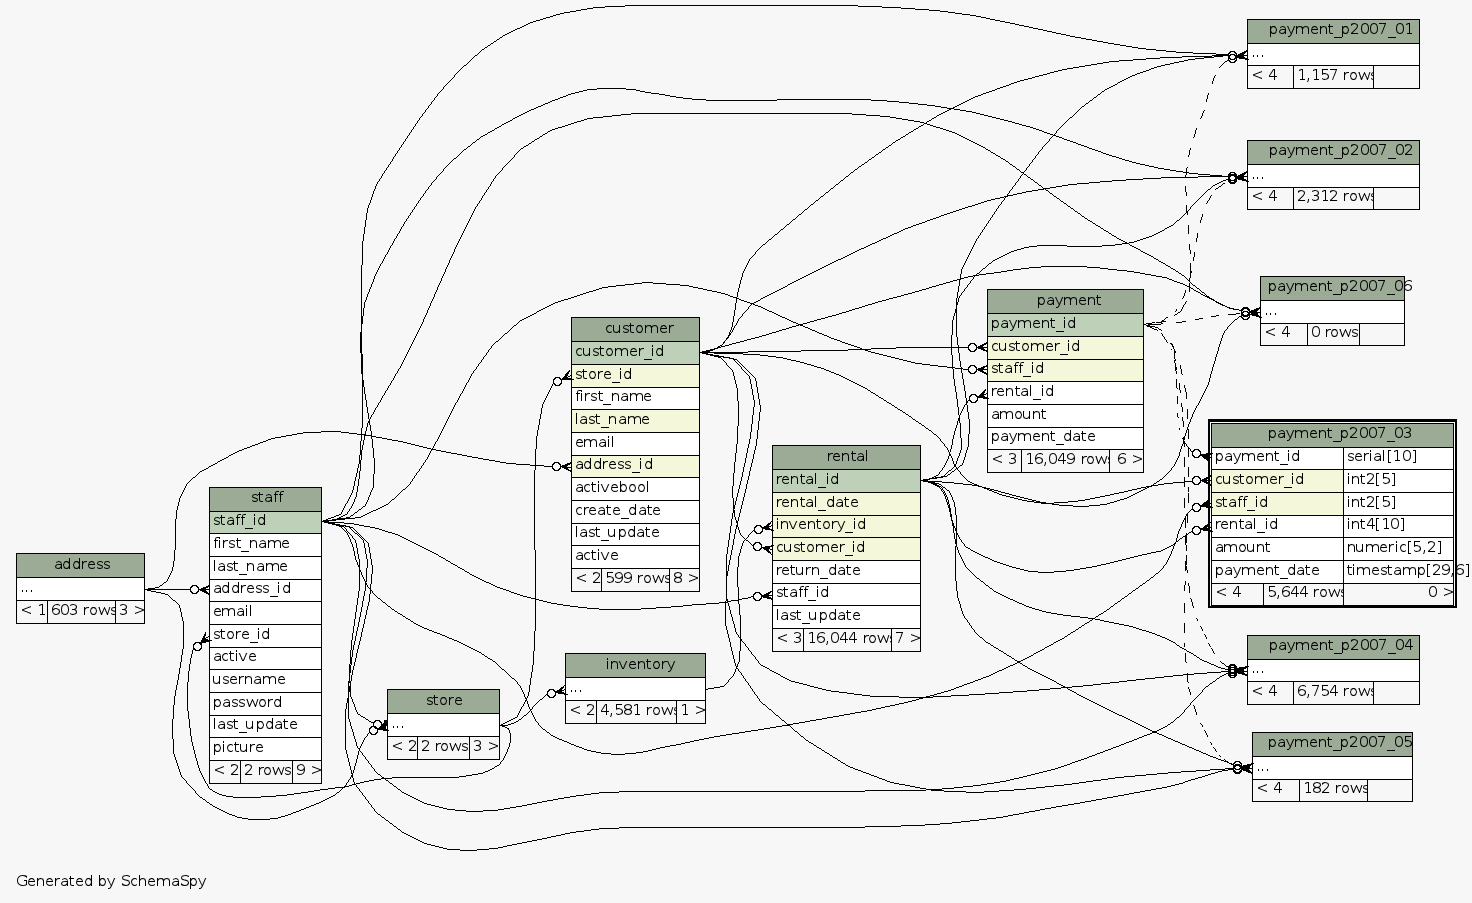 payment_p2007_01
...
< 4 1,157 rows
payment_p2007_02
...
< 4 2,312 rows
payment_p2007_06
...
< 4 0 rows
payment
payment_id
customer_id
staff_id
rental_id
amount
payment_date
< 3 16,049 rows 6 >
customer
customer_id
store_id
first_name
last_name
email
address_id
activebool
create_date
last_update
active
< 2 599 rows 8 >
payment_p2007_03
payment_id serial[10]
customer_id int2[5]
staff_id int2[5]
rental_id int4[10]
amount numeric[5,2]
payment_date timestamp[29,6]
< 4 5,644 rows 0 >
rental
rental_id
rental_date
inventory_id
customer_id
return_date
staff_id
last_update
< 3 16,044 rows 7 >
staff
staff_id
first_name
last_name
address_id
email
store_id
active
username
password
last_update
picture
< 2 2 rows 9 >
address
...
< 1 603 rows 3 >
inventory
...
< 2 4,581 rows 1 >
store
...
< 2 2 rows 3 >
payment_p2007_04
...
< 4 6,754 rows
payment_p2007_05
...
< 4 182 rows
Generated by SchemaSpy